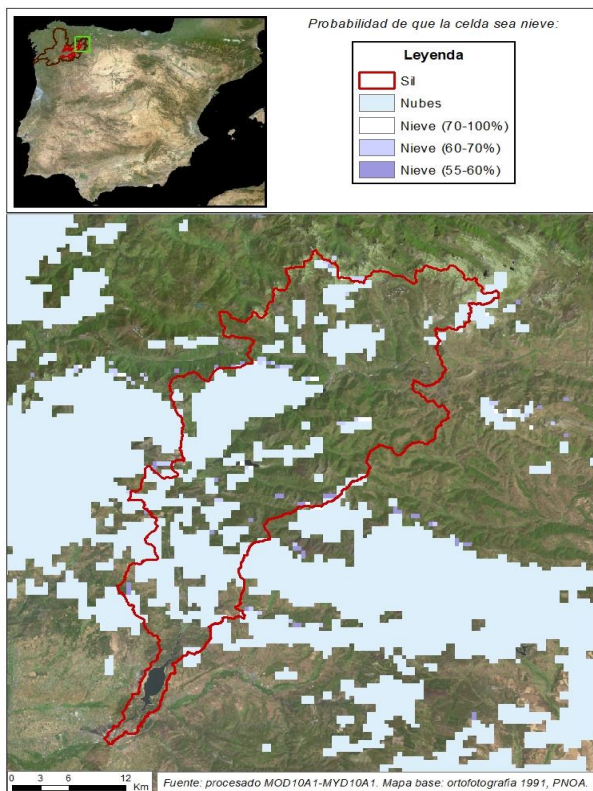 Probabilidad de que la celda sea nieve:
Leyenda
Sil
Nubes
Nieve (70-100%)
Nieve (60-70%)
Nieve (55-60%)
0 3 6 12
Km
Fuente: procesado MOD10A1-MYD10A1. Mapa base: ortofotografía 1991, PNOA.